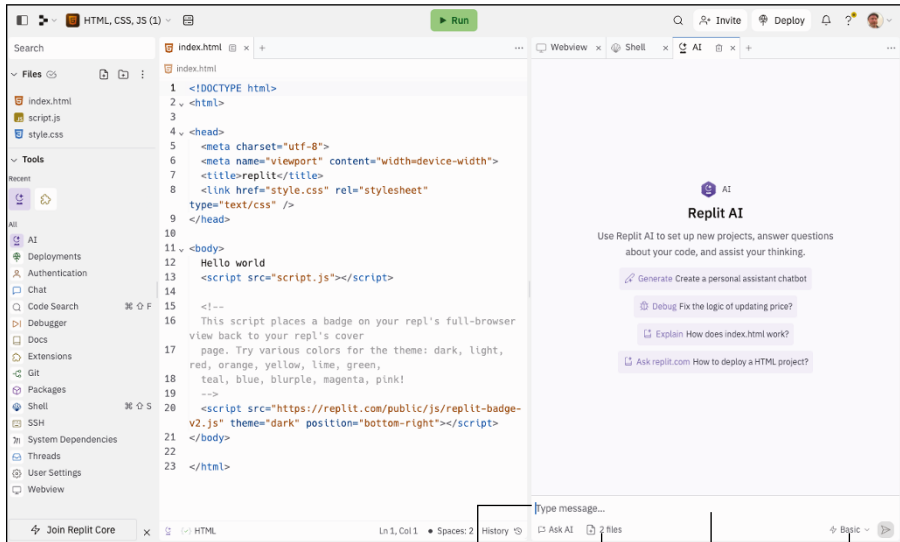 HTML, CSS, JS (1)
Run
Invite
Deploy
Search
Files
index.html
script.js
style.css
Tools
Recent
All
AI
Deployments
Authentication
Chat
Code Search ⌘ ⇧ F
Debugger
Docs
Extensions
Git
Packages
Shell ⌘ ⇧ S
SSH
System Dependencies
Threads
User Settings
Webview
Join Replit Core
index.html
index.html
1 <!DOCTYPE html>
2 <html>
3
4 <head>
5 <meta charset="utf-8">
6 <meta name="viewport" content="width=device-width">
7 <title>replit</title>
8 <link href="style.css" rel="stylesheet"
type="text/css" />
9 </head>
10
11 <body>
12 Hello world
13 <script src="script.js"></script>
14
15 <!--
16 This script places a badge on your repl's full-browser
view back to your repl's cover
17 page. Try various colors for the theme: dark, light,
red, orange, yellow, lime, green,
18 teal, blue, blurple, magenta, pink!
19 -->
20 <script src="https://replit.com/public/js/replit-badge-
v2.js" theme="dark" position="bottom-right"></script>
21 </body>
22
23 </html>
HTML
Ln 1, Col 1 • Spaces: 2 History
Webview
Shell
AI
AI
Replit AI
Use Replit AI to set up new projects, answer questions
about your code, and assist your thinking.
Generate Create a personal assistant chatbot
Debug Fix the logic of updating price?
Explain How does index.html work?
Ask replit.com How to deploy a HTML project?
Type message...
Ask AI
2 files
Basic